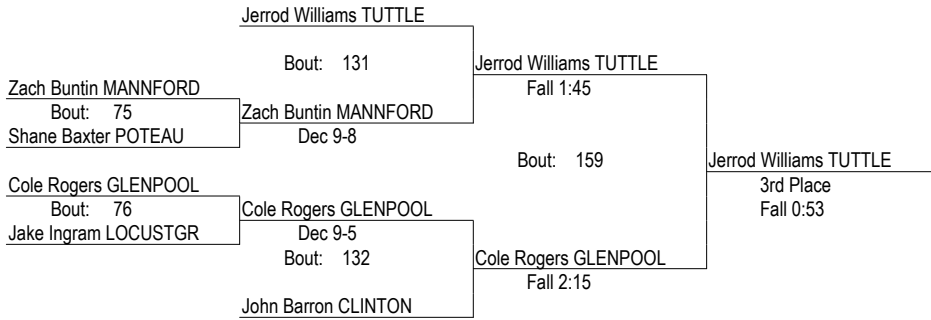 Jerrod Williams TUTTLE
Bout: 131
Jerrod Williams TUTTLE
Zach Buntin MANNFORD
Fall 1:45
Bout: 75
Zach Buntin MANNFORD
Shane Baxter POTEAU
Dec 9-8
Bout: 159
Jerrod Williams TUTTLE
Cole Rogers GLENPOOL
3rd Place
Bout: 76
Cole Rogers GLENPOOL
Fall 0:53
Jake Ingram LOCUSTGR
Dec 9-5
Bout: 132
Cole Rogers GLENPOOL
Fall 2:15
John Barron CLINTON